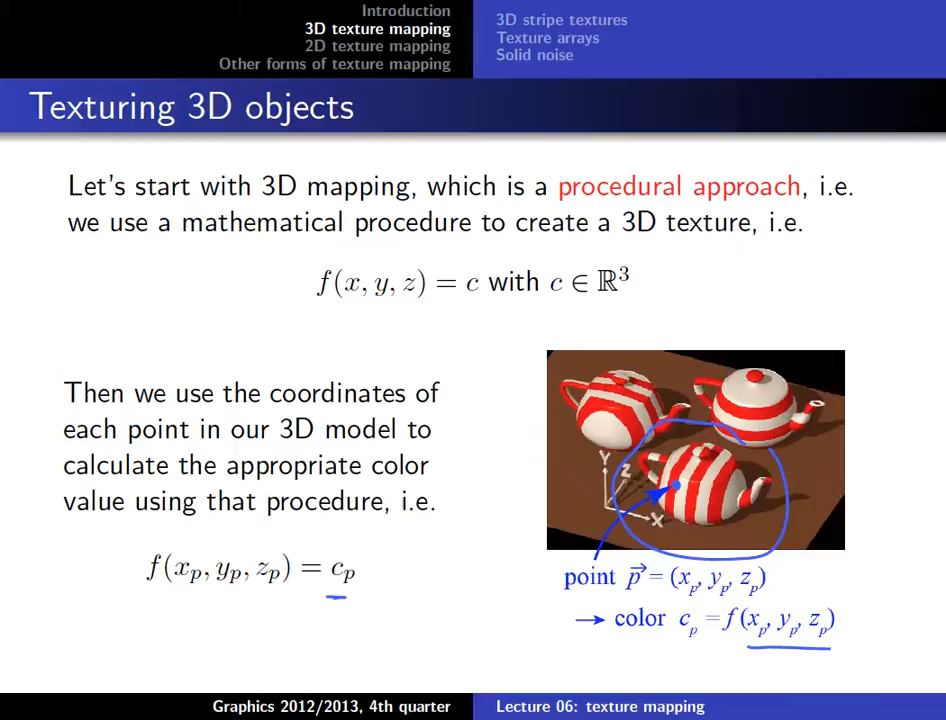 Introduction
3D texture mapping
2D texture mapping
Other forms of texture mapping
3D stripe textures
Texture arrays
Solid noise
Texturing 3D objects
Let's start with 3D mapping, which is a procedural approach, i.e.
we use a mathematical procedure to create a 3D texture, i.e.
f(x, y, z) = c with c ∈ ℝ³
Then we use the coordinates of
each point in our 3D model to
calculate the appropriate color
value using that procedure, i.e.
f(xₚ, yₚ, zₚ) = cₚ
Y
Z
X
point p⃗ = (xₚ, yₚ, zₚ)
→ color cₚ = f(xₚ, yₚ, zₚ)
Graphics 2012/2013, 4th quarter
Lecture 06: texture mapping